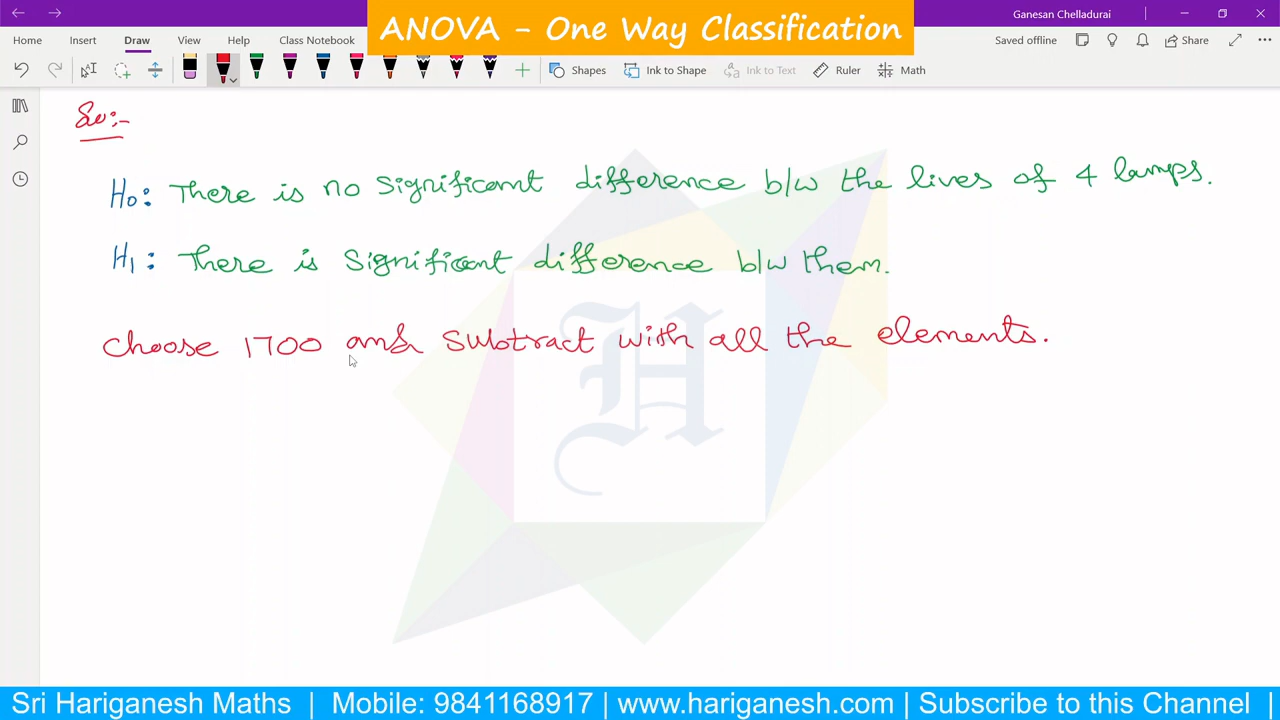 ANOVA - One Way Classification
Ganesan Chelladurai
Home Insert Draw View Help Class Notebook
Saved offline Share
Shapes Ink to Shape Ink to Text Ruler Math
Sol:-
H0: There is no significant difference b/w the lives of 4 lamps.
H1: There is significant difference b/w them.
choose 1700 and subtract with all the elements.
H
Sri Hariganesh Maths | Mobile: 9841168917 | www.hariganesh.com | Subscribe to this Channel |